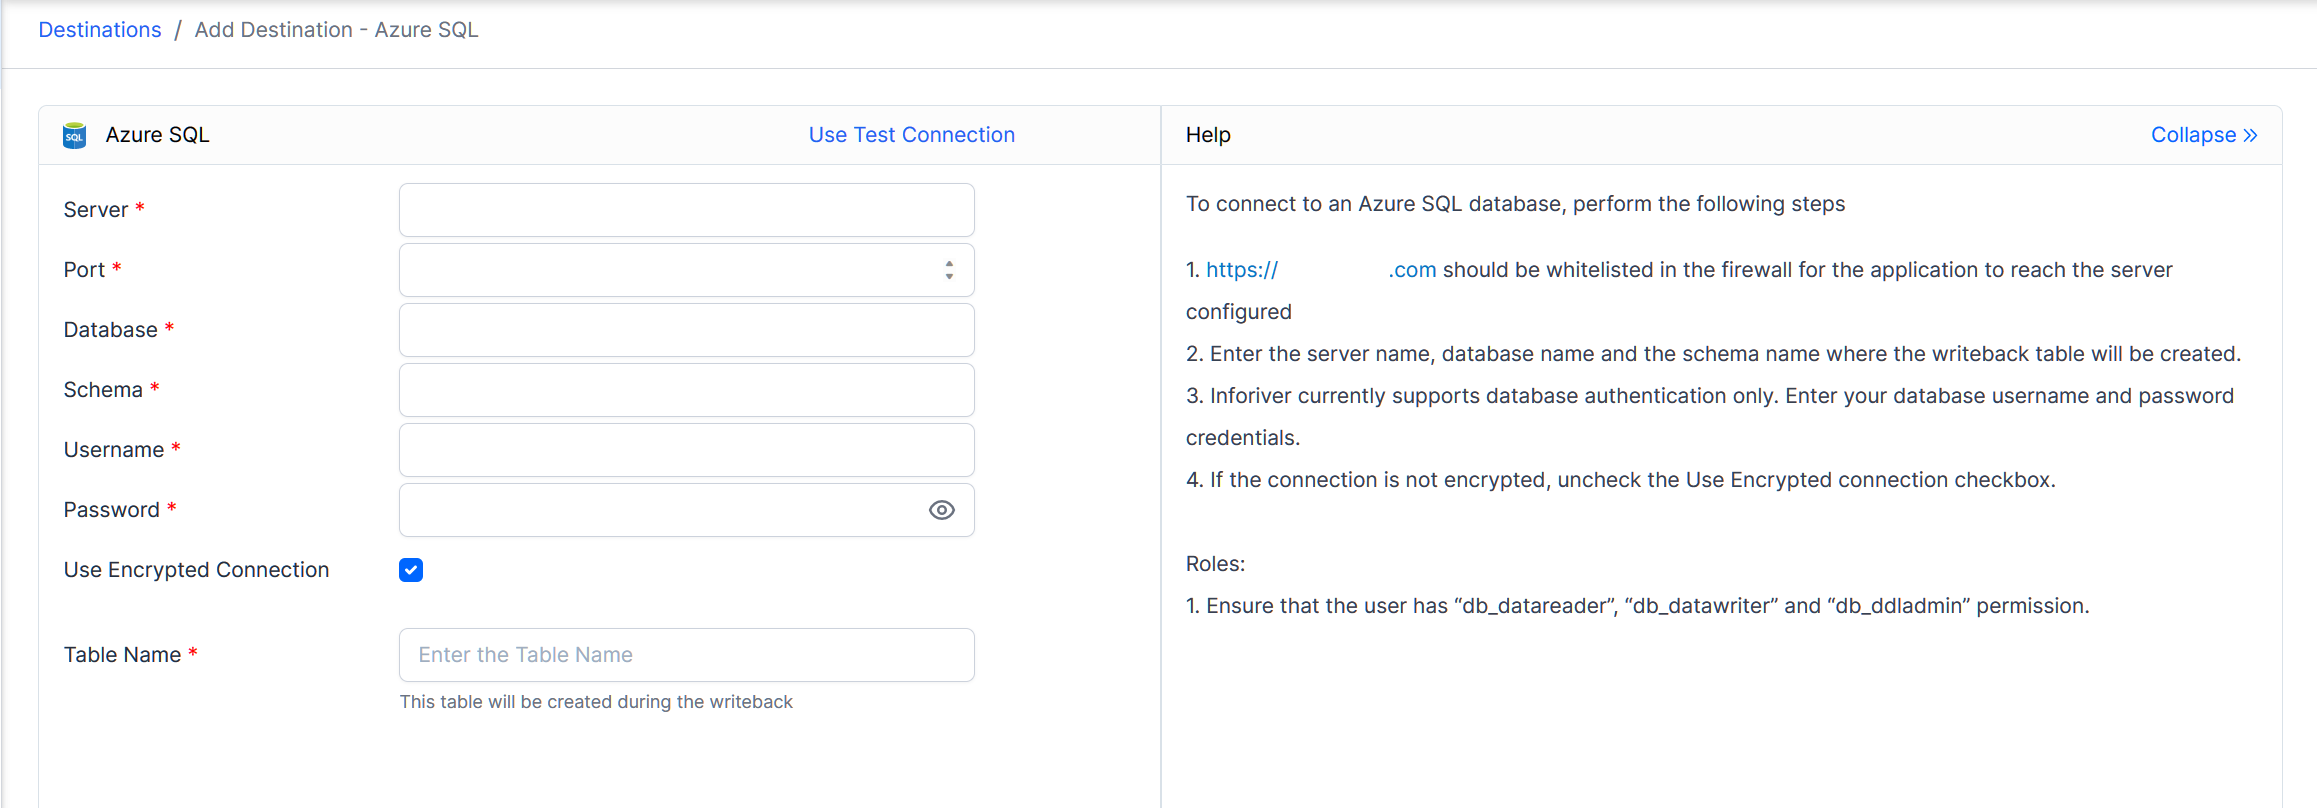 Destinations / Add Destination - Azure SQL
SQL Azure SQL
Use Test Connection
Server *
Port *
Database *
Schema *
Username *
Password *
Use Encrypted Connection
Table Name *
Enter the Table Name
This table will be created during the writeback
Help
Collapse »
To connect to an Azure SQL database, perform the following steps
1. https:// .com should be whitelisted in the firewall for the application to reach the server
configured
2. Enter the server name, database name and the schema name where the writeback table will be created.
3. Inforiver currently supports database authentication only. Enter your database username and password
credentials.
4. If the connection is not encrypted, uncheck the Use Encrypted connection checkbox.
Roles:
1. Ensure that the user has “db_datareader”, “db_datawriter” and “db_ddladmin” permission.